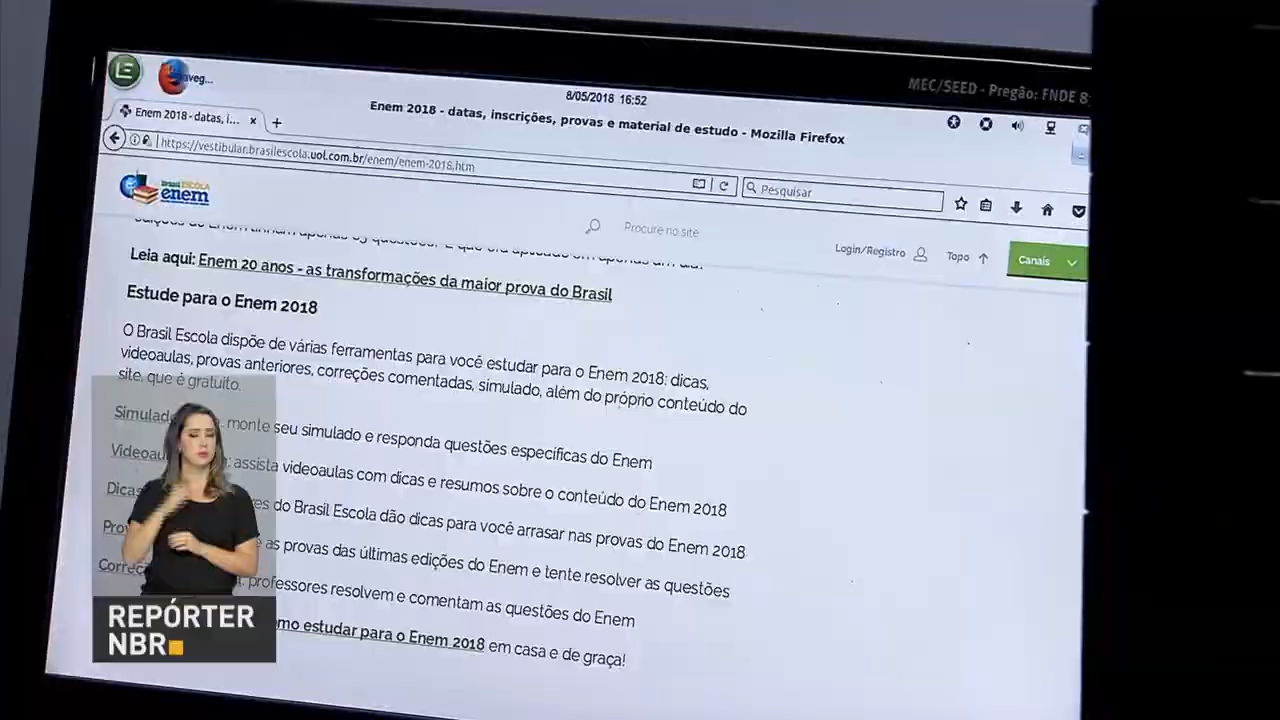 MEC/SEED - Pregão: FNDE 8
aveg...
8/05/2018 16:52
Enem 2018 - datas, inscrições, provas e material de estudo - Mozilla Firefox
Enem 2018 - datas, i...
https://vestibular.brasilescola.uol.com.br/enem/enem-2018.htm
Pesquisar
Brasil ESCOLA
enem
Procure no site
Login/Registro
Topo
Canais
Leia aqui: Enem 20 anos - as transformações da maior prova do Brasil
Estude para o Enem 2018
O Brasil Escola dispõe de várias ferramentas para você estudar para o Enem 2018: dicas,
videoaulas, provas anteriores, correções comentadas, simulado, além do próprio conteúdo do
site, que é gratuito.
monte seu simulado e responda questões específicas do Enem
assista videoaulas com dicas e resumos sobre o conteúdo do Enem 2018
Dicas do Brasil Escola dão dicas para você arrasar nas provas do Enem 2018
as provas das últimas edições do Enem e tente resolver as questões
professores resolvem e comentam as questões do Enem
estudar para o Enem 2018 em casa e de graça!
REPÓRTER
NBR